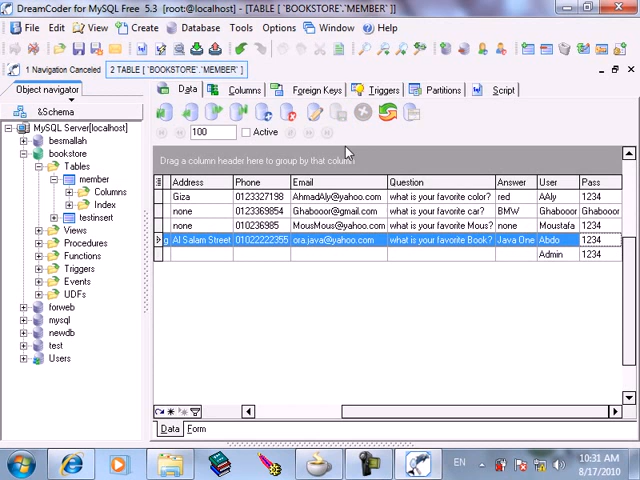 DreamCoder for MySQL Free  5.3  [root@localhost] - [TABLE [ `BOOKSTORE`.`MEMBER`  ]]
File Edit Create Database Tools Options Window Help
1 Navigation Canceled 2 TABLE [ `BOOKSTORE`.`MEMBER` ]
Object navigator
&Schema
MySQL Server[localhost]
besmallah
bookstore
Tables
member
Columns
Index
testinsert
Views
Procedures
Functions
Triggers
Events
UDFs
forweb
mysql
newdb
test
Users
Data Columns Foreign Keys Triggers Partitions Script
100 Active
Drag a column header here to group by that column
Address Phone Email Question Answer User Pass
Giza 0123327198 AhmadAly@yahoo.com what is your favorite color? red AAly 1234
none 0123369854 Ghabooor@gmail.com what is your favorite car? BMW Ghabooor Ghabooor
none 010236985 MousMous@yahoo.com what is your favorite Mous? none Moustafa 1234
Al Salam Street 01022222355 ora.java@yahoo.com what is your favorite Book? Java One Abdo 1234
Admin 1234
Data Form
EN
10:31 AM
8/17/2010